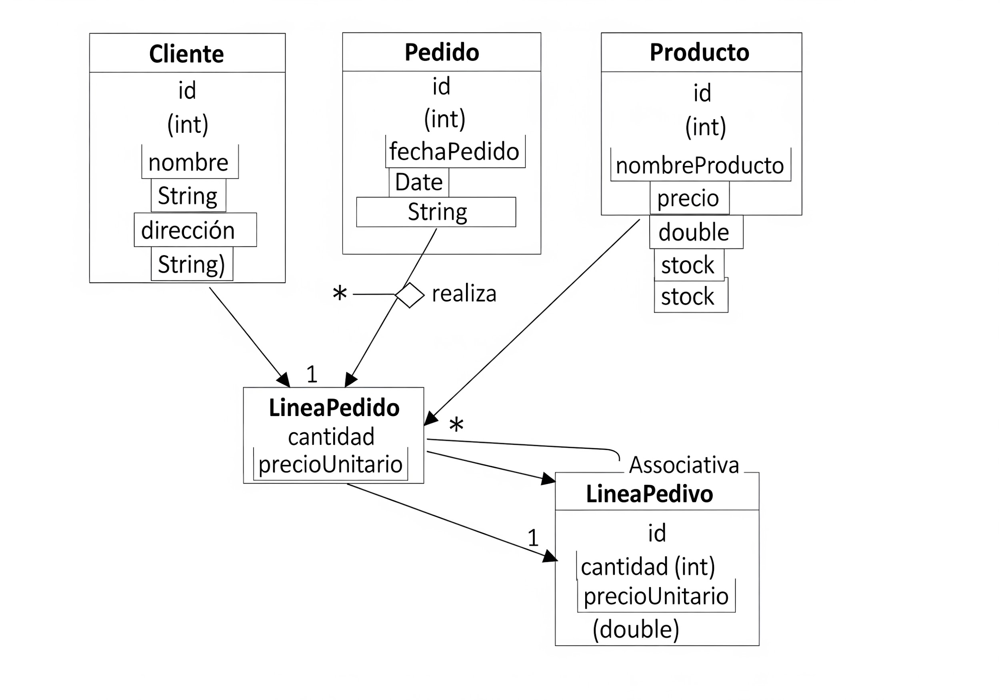 Cliente
id
(int)
nombre
String
dirección
String)
Pedido
id
(int)
fechaPedido
Date
String
Producto
id
(int)
nombreProducto
precio
double
stock
stock
*
realiza
1
LineaPedido
cantidad
precioUnitario
*
1
Associativa
LineaPedivo
id
cantidad (int)
precioUnitario
(double)